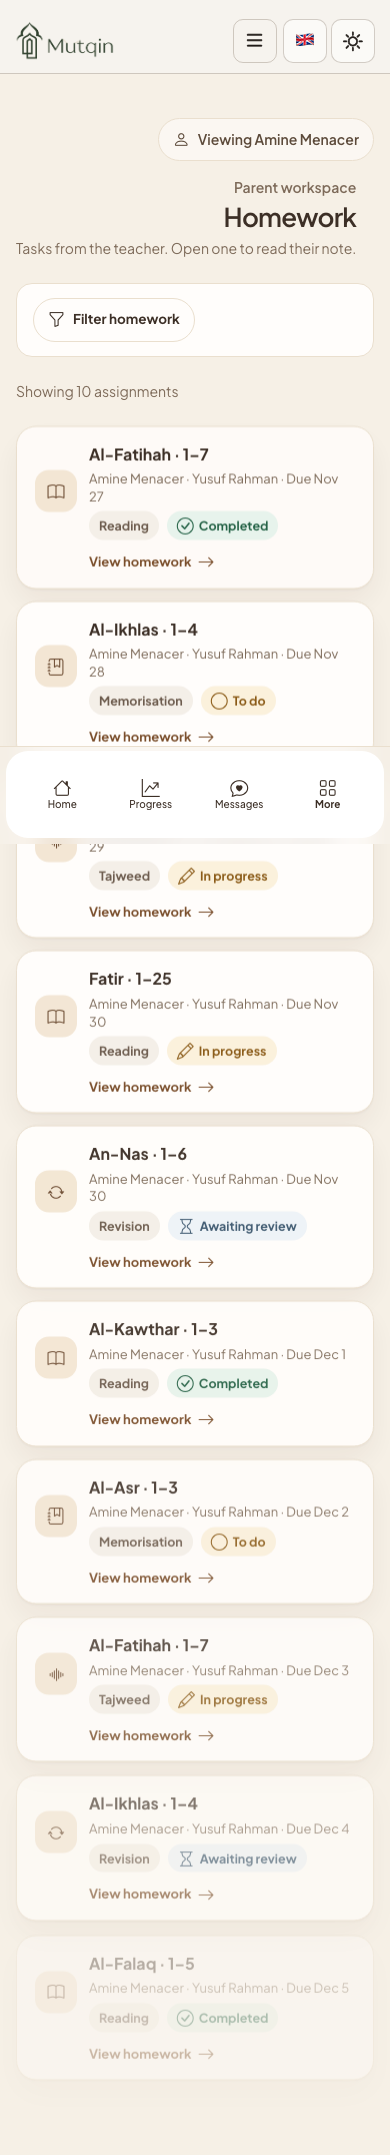 Mutqin
Viewing Amine Menacer
Parent workspace
Homework
Tasks from the teacher. Open one to read their note.
Filter homework
Showing 10 assignments
Al-Fatihah · 1–7
Amine Menacer · Yusuf Rahman · Due Nov
27
Reading Completed
View homework →
Al-Ikhlas · 1–4
Amine Menacer · Yusuf Rahman · Due Nov
28
Memorisation To do
View homework →
Home Progress Messages More
29
Tajweed In progress
View homework →
Fatir · 1–25
Amine Menacer · Yusuf Rahman · Due Nov
30
Reading In progress
View homework →
An-Nas · 1–6
Amine Menacer · Yusuf Rahman · Due Nov
30
Revision Awaiting review
View homework →
Al-Kawthar · 1–3
Amine Menacer · Yusuf Rahman · Due Dec 1
Reading Completed
View homework →
Al-Asr · 1–3
Amine Menacer · Yusuf Rahman · Due Dec 2
Memorisation To do
View homework →
Al-Fatihah · 1–7
Amine Menacer · Yusuf Rahman · Due Dec 3
Tajweed In progress
View homework →
Al-Ikhlas · 1–4
Amine Menacer · Yusuf Rahman · Due Dec 4
Revision Awaiting review
View homework →
Al-Falaq · 1–5
Amine Menacer · Yusuf Rahman · Due Dec 5
Reading Completed
View homework →